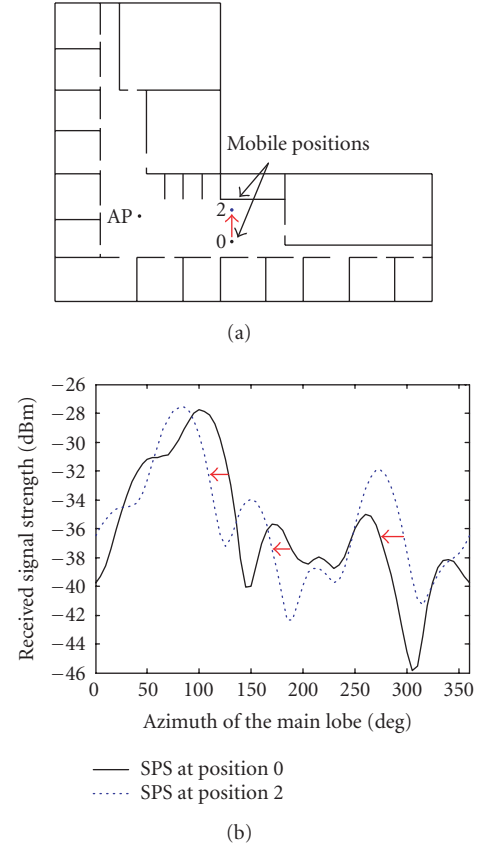 Mobile positions
2
AP
0
(a)
−26
−28
−30
−32
−34
−36
−38
−40
−42
−44
−46
Received signal strength (dBm)
0 50 100 150 200 250 300 350
Azimuth of the main lobe (deg)
SPS at position 0
SPS at position 2
(b)